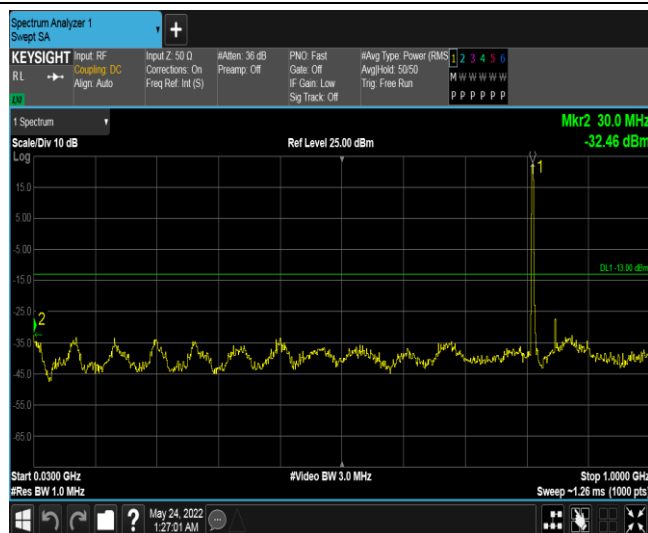 Spectrum Analyzer 1
Swept SA
+
KEYSIGHT Input: RF Input Z: 50 Ω #Atten: 36 dB PNO: Fast #Avg Type: Power (RMS 1 2 3 4 5 6
RL Coupling: DC Corrections: On Preamp: Off Gate: Off Avg|Hold: 50/50 M W W W W W
Align: Auto Freq Ref: Int (S) IF Gain: Low Trig: Free Run
Sig Track: Off P P P P P P
LXI
1 Spectrum Mkr2 30.0 MHz
Scale/Div 10 dB Ref Level 25.00 dBm -32.46 dBm
Log
1
15.0
5.00
-5.00
DL1 -13.00 dBm
-15.0
-25.0
2
-35.0
-45.0
-55.0
-65.0
Start 0.0300 GHz #Video BW 3.0 MHz Stop 1.0000 GHz
#Res BW 1.0 MHz Sweep ~1.26 ms (1000 pts)
? May 24, 2022
1:27:01 AM